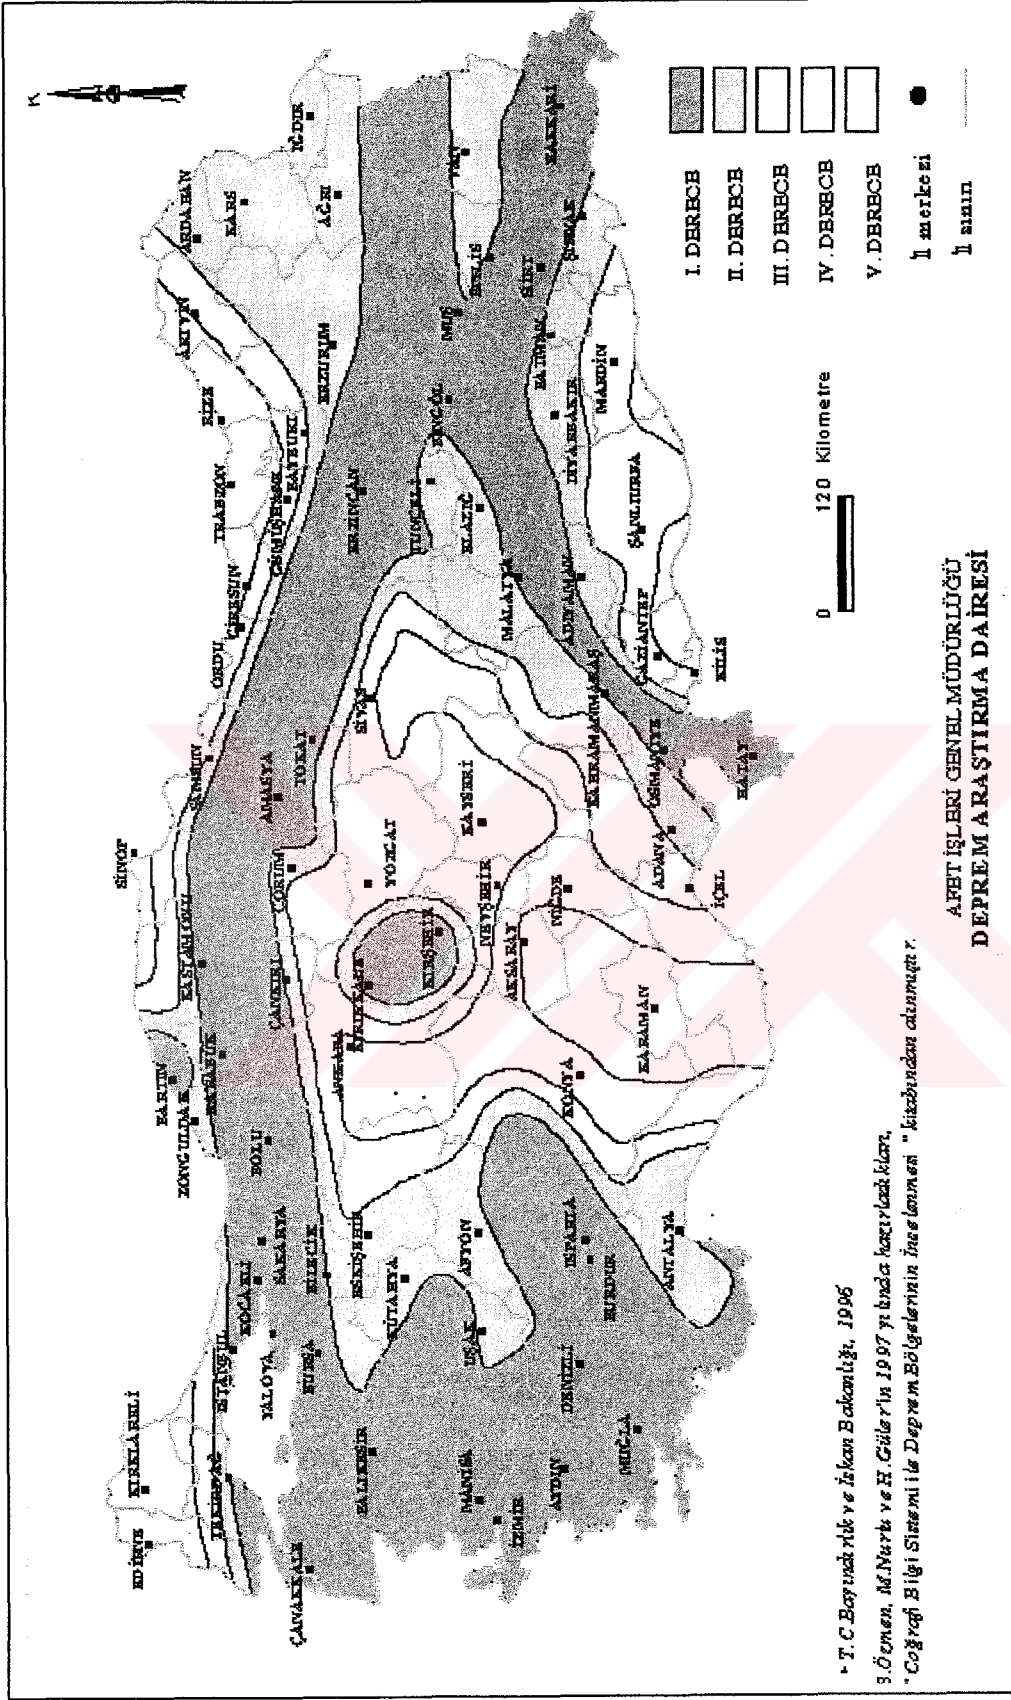 K
KIRKLARELİ
EDİRNE
TEKİRDAĞ
İSTANBUL
ÇANAKKALE
YALOVA
KOCAELİ
SAKARYA
BURSA
BİLECİK
BOLU
ZONGULDAK
BARTIN
KARABÜK
KASTAMONU
SİNOP
ÇANKIRI
ÇORUM
SAMSUN
AMASYA
TOKAT
ORDU
GİRESUN
TRABZON
GÜMÜŞHANE
BAYBURT
RİZE
ARTVİN
ARDAHAN
KARS
IĞDIR
AĞRI
ERZURUM
ERZİNCAN
BALIKESİR
KÜTAHYA
ESKİŞEHİR
ANKARA
KIRIKKALE
KIRŞEHİR
YOZGAT
SİVAS
TUNCELİ
BİNGÖL
MUŞ
BİTLİS
VAN
MANİSA
İZMİR
UŞAK
AFYON
AKSARAY
NEVŞEHİR
KAYSERİ
MALATYA
ELAZIĞ
AYDIN
DENİZLİ
ISPARTA
BURDUR
KONYA
NİĞDE
KAHRAMANMARAŞ
ADIYAMAN
DİYARBAKIR
BATMAN
SİİRT
ŞIRNAK
HAKKARİ
MUĞLA
ANTALYA
KARAMAN
İÇEL
ADANA
OSMANİYE
HATAY
GAZİANTEP
KİLİS
ŞANLIURFA
MARDİN
0 120 Kilometre
I. DERECE
II. DERECE
III. DERECE
IV. DERECE
V. DERECE
İl merkezi
İl sınırı
AFET İŞLERİ GENEL MÜDÜRLÜĞÜ
DEPREM ARAŞTIRMA DAİRESİ
* T.C Bayındırlık ve İskan Bakanlığı, 1996
B.Özmen, M.Nurlu ve H.Güler'in 1997 yılında hazırladıkları,
"Coğrafi Bilgi Sistemi ile Deprem Bölgelerinin İncelenmesi " kitabından alınmıştır.